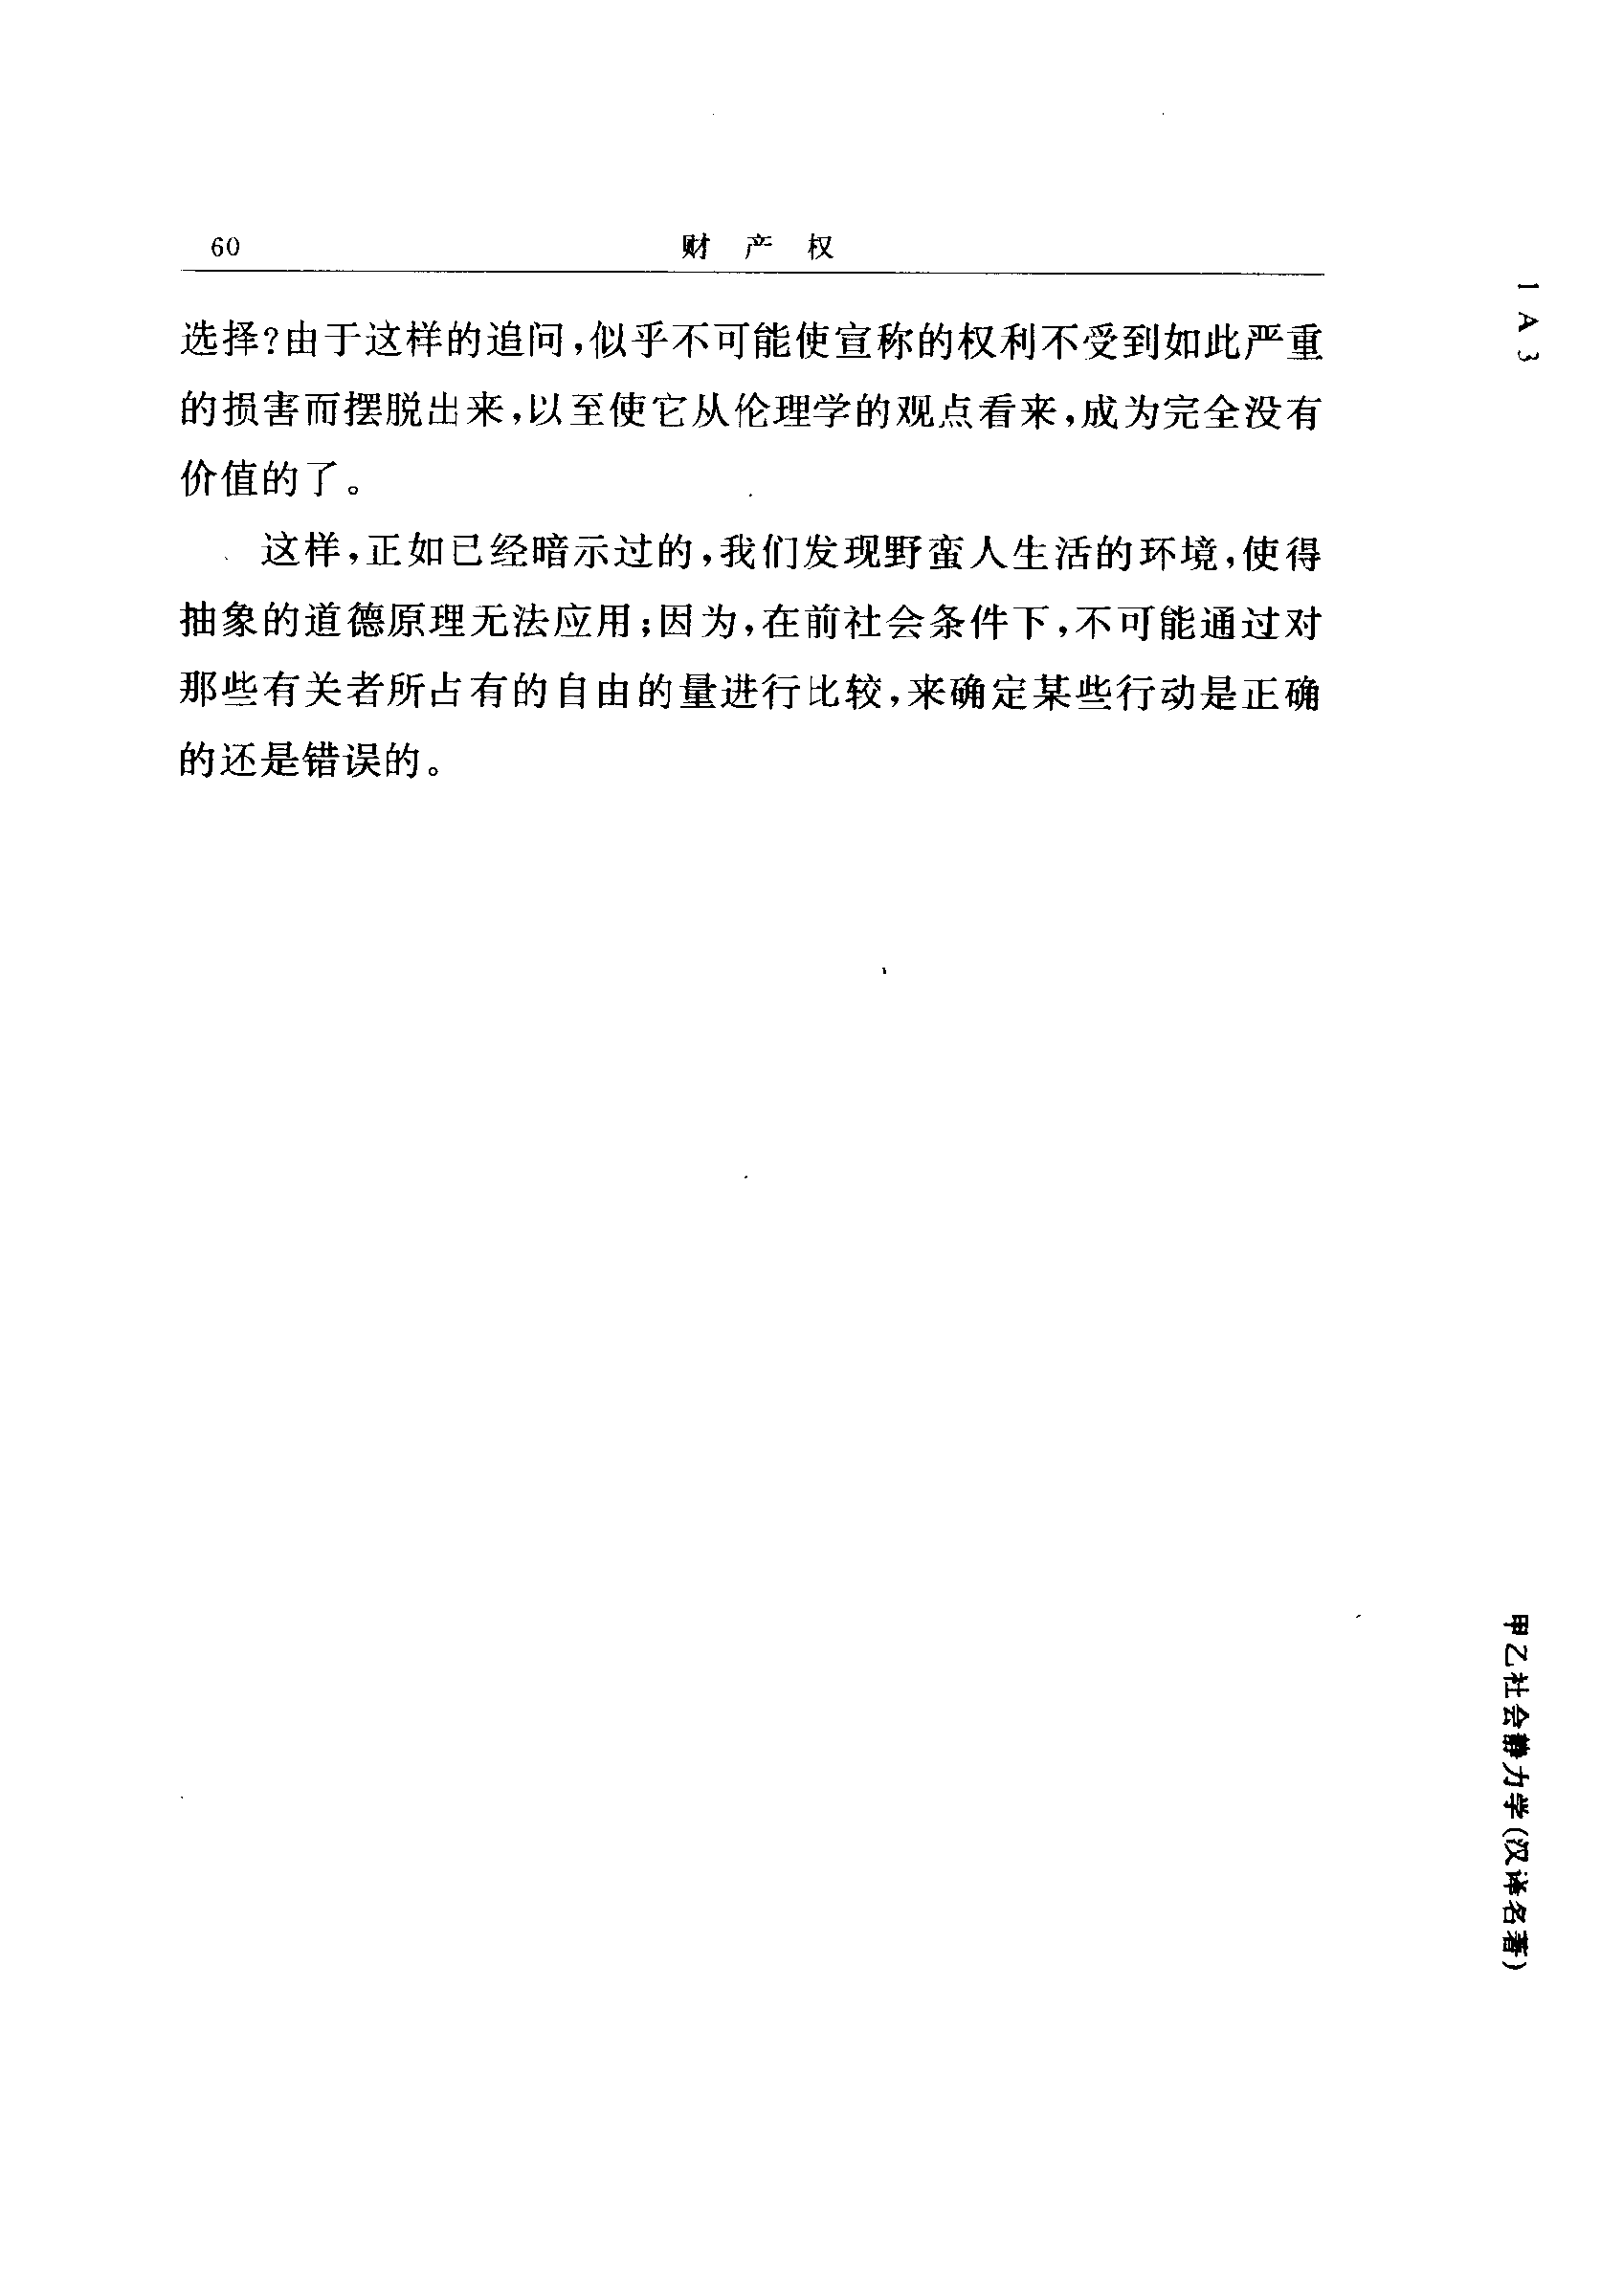 60 财产权
选择?由于这样的追问,似乎不可能使宣称的权利不受到如此严重
的损害而摆脱出来,以至使它从伦理学的观点看来,成为完全没有
价值的了。
这样,正如已经暗示过的,我们发现野蛮人生活的环境,使得
抽象的道德原理无法应用;因为,在前社会条件下,不可能通过对
那些有关者所占有的自由的量进行比较,来确定某些行动是正确
的还是错误的。
1A3
甲乙社会静力学(汉译名著)